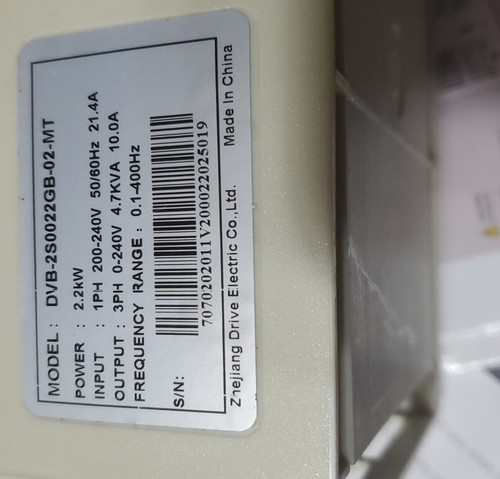 MODEL : DVB-2S0022GB-02-MT
POWER : 2.2kW
INPUT : 1PH 200-240V 50/60Hz 21.4A
OUTPUT : 3PH 0-240V 4.7KVA 10.0A
FREQUENCY RANGE : 0.1-400Hz
S/N:
7070202011V200022025019
Zhejiang Drive Electric Co.,Ltd. Made In China